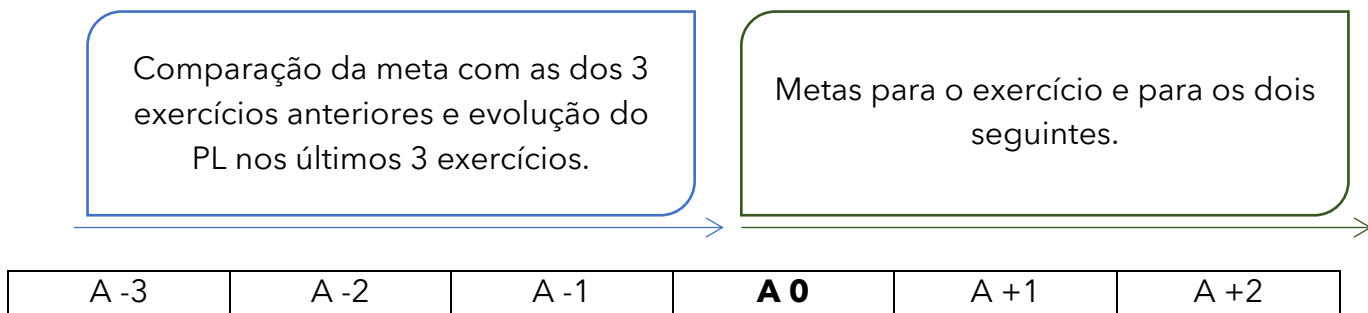 Comparação da meta com as dos 3
exercícios anteriores e evolução do
PL nos últimos 3 exercícios.
Metas para o exercício e para os dois
seguintes.
A -3 A -2 A -1 A 0 A +1 A +2